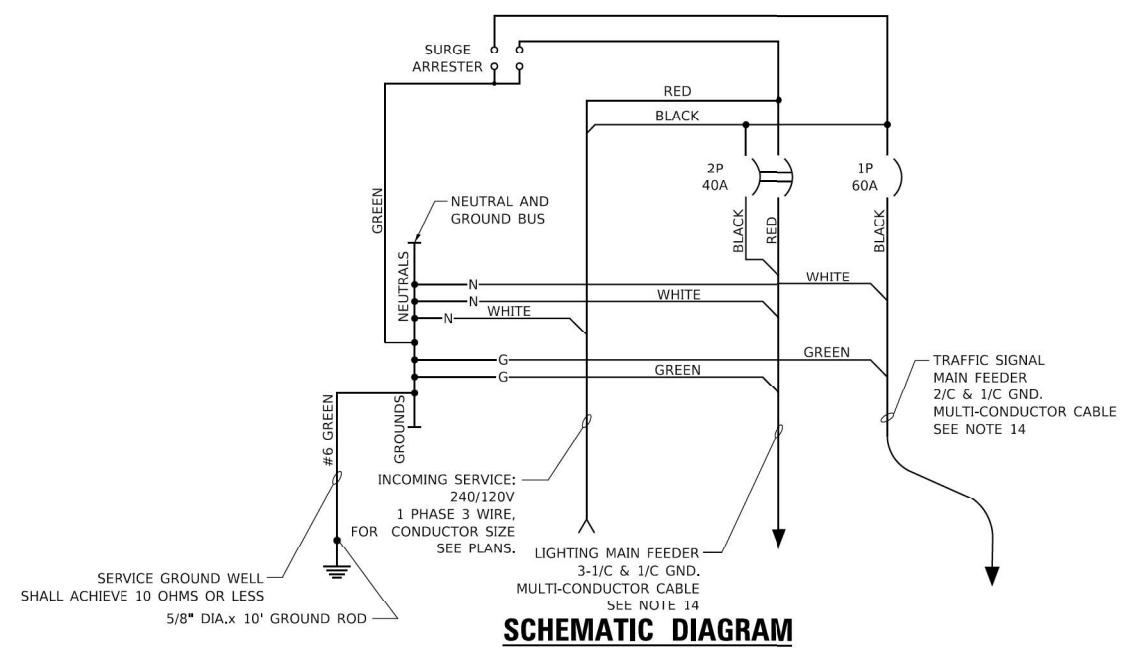 SURGE
ARRESTER
RED
BLACK
2P
40A
1P
60A
GREEN
NEUTRAL AND
GROUND BUS
BLACK
RED
BLACK
NEUTRALS
N
WHITE
N
WHITE
N
WHITE
G
GREEN
G
GREEN
TRAFFIC SIGNAL
MAIN FEEDER
2/C & 1/C GND.
MULTI-CONDUCTOR CABLE
SEE NOTE 14
#6 GREEN
GROUNDS
INCOMING SERVICE:
240/120V
1 PHASE 3 WIRE,
FOR CONDUCTOR SIZE
SEE PLANS.
LIGHTING MAIN FEEDER
3-1/C & 1/C GND.
MULTI-CONDUCTOR CABLE
SEE NOTE 14
SERVICE GROUND WELL
SHALL ACHIEVE 10 OHMS OR LESS
5/8" DIA.x 10' GROUND ROD
SCHEMATIC DIAGRAM